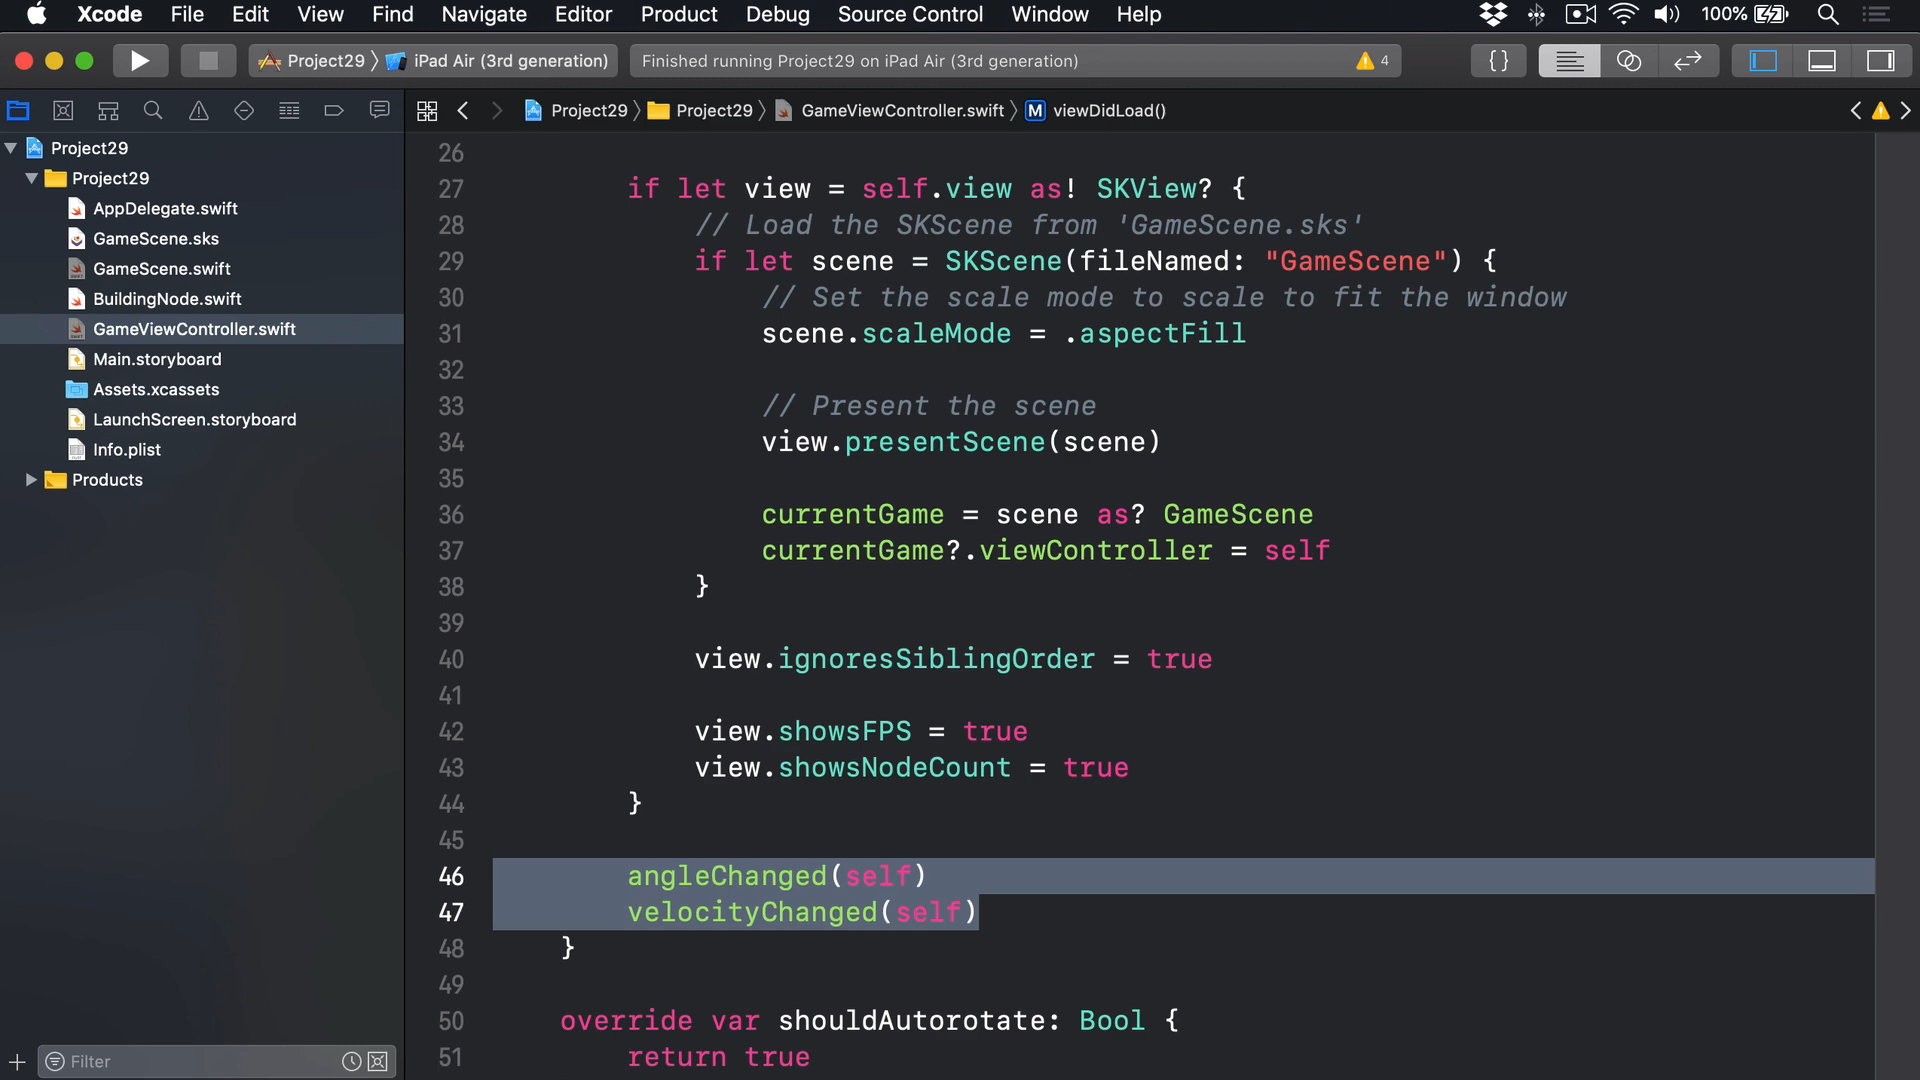 Xcode File Edit View Find Navigate Editor Product Debug Source Control Window Help 100%
Project29 〉 iPad Air (3rd generation) Finished running Project29 on iPad Air (3rd generation) 4 {}
Project29 〉 Project29 〉 GameViewController.swift 〉 M viewDidLoad()
Project29
Project29
AppDelegate.swift
GameScene.sks
GameScene.swift
BuildingNode.swift
GameViewController.swift
Main.storyboard
Assets.xcassets
LaunchScreen.storyboard
Info.plist
Products
Filter
26
27 if let view = self.view as! SKView? {
28 // Load the SKScene from 'GameScene.sks'
29 if let scene = SKScene(fileNamed: "GameScene") {
30 // Set the scale mode to scale to fit the window
31 scene.scaleMode = .aspectFill
32
33 // Present the scene
34 view.presentScene(scene)
35
36 currentGame = scene as? GameScene
37 currentGame?.viewController = self
38 }
39
40 view.ignoresSiblingOrder = true
41
42 view.showsFPS = true
43 view.showsNodeCount = true
44 }
45
46 angleChanged(self)
47 velocityChanged(self)
48 }
49
50 override var shouldAutorotate: Bool {
51 return true